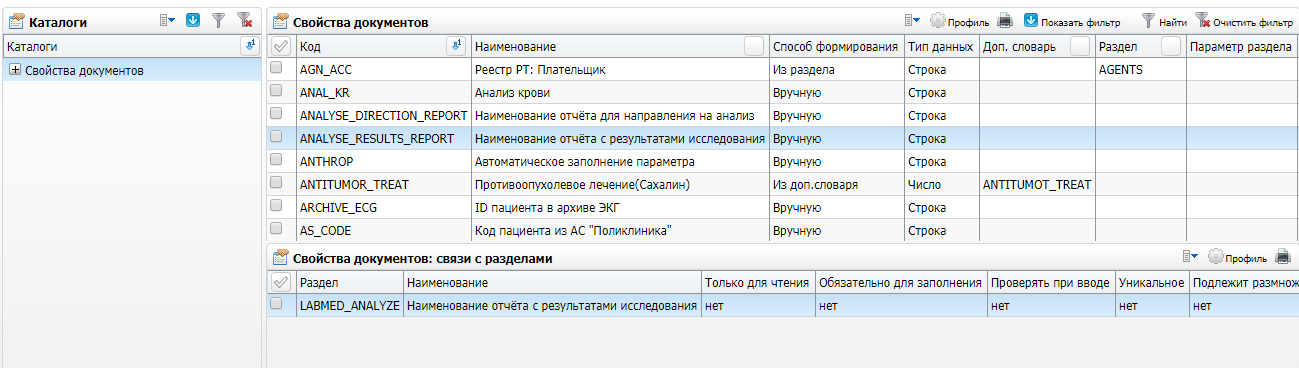 Каталоги
Каталоги
Свойства документов
Свойства документов Профиль Показать фильтр Найти Очистить фильтр
Код Наименование Способ формирования Тип данных Доп. словарь Раздел Параметр раздела
AGN_ACC Реестр РТ: Плательщик Из раздела Строка AGENTS
ANAL_KR Анализ крови Вручную Строка
ANALYSE_DIRECTION_REPORT Наименование отчёта для направления на анализ Вручную Строка
ANALYSE_RESULTS_REPORT Наименование отчёта с результатами исследования Вручную Строка
ANTHROP Автоматическое заполнение параметра Вручную Строка
ANTITUMOR_TREAT Противоопухолевое лечение(Сахалин) Из доп.словаря Число ANTITUMOT_TREAT
ARCHIVE_ECG ID пациента в архиве ЭКГ Вручную Строка
AS_CODE Код пациента из АС "Поликлиника" Вручную Строка
Свойства документов: связи с разделами Профиль
Раздел Наименование Только для чтения Обязательно для заполнения Проверять при вводе Уникальное Подлежит размнож
LABMED_ANALYZE Наименование отчёта с результатами исследования нет нет нет нет нет